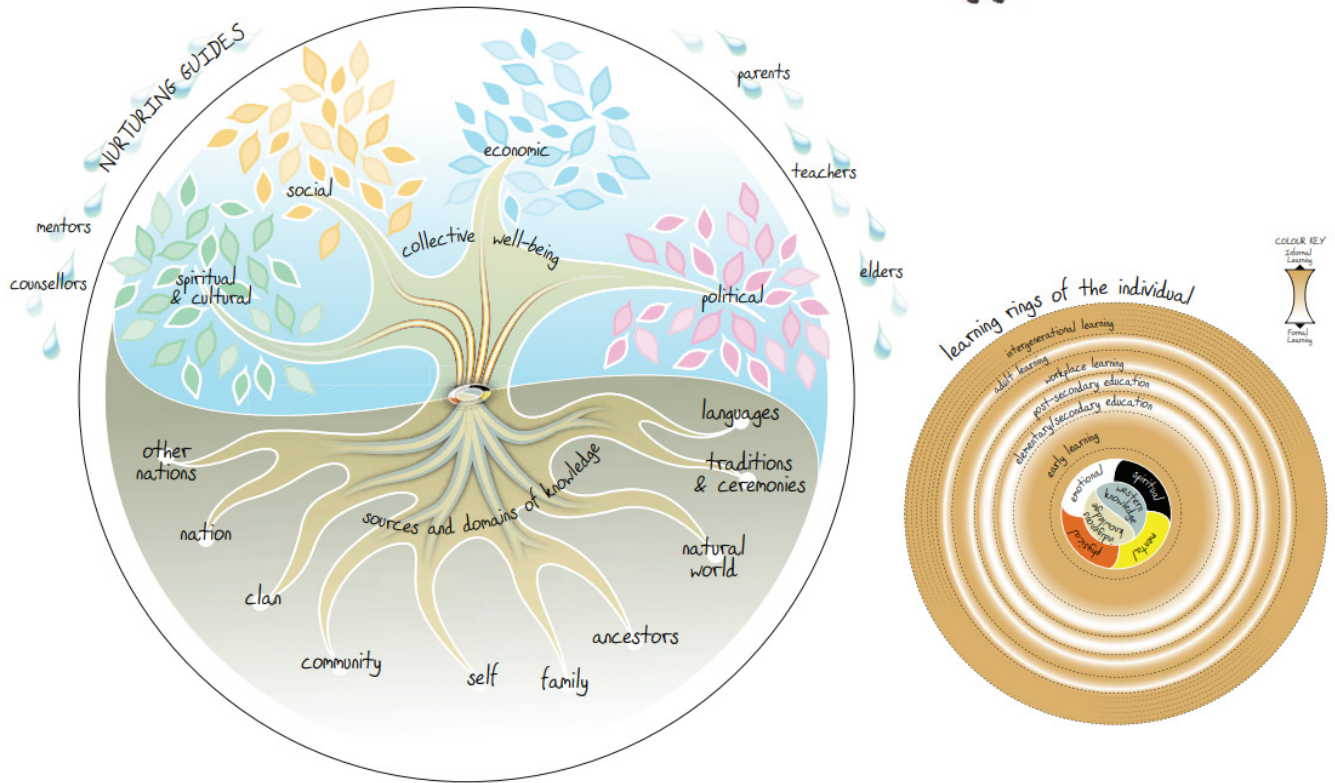 NURTURING GUIDES
mentors
counsellors
parents
teachers
elders
social
economic
spiritual
& cultural
political
collective well-being
sources and domains of knowledge
other
nations
nation
clan
community
self
family
ancestors
natural
world
traditions
& ceremonies
languages
COLOUR KEY
Informal
Learning
Formal
Learning
learning rings of the individual
intergenerational learning
adult learning
workplace learning
post-secondary education
elementary/secondary education
early learning
emotional
spiritual
western
knowledge
indigenous
knowledge
physical
mental